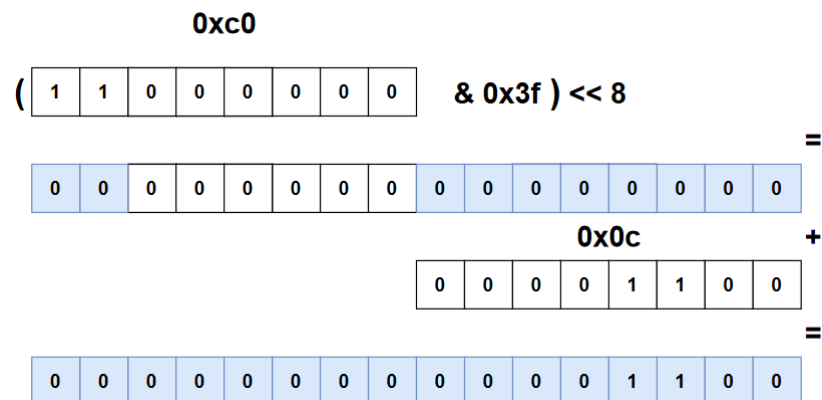 0xc0
( 1 1 0 0 0 0 0 0 & 0x3f ) << 8
=
0 0 0 0 0 0 0 0 0 0 0 0 0 0 0 0
0x0c +
0 0 0 0 1 1 0 0
=
0 0 0 0 0 0 0 0 0 0 0 0 1 1 0 0